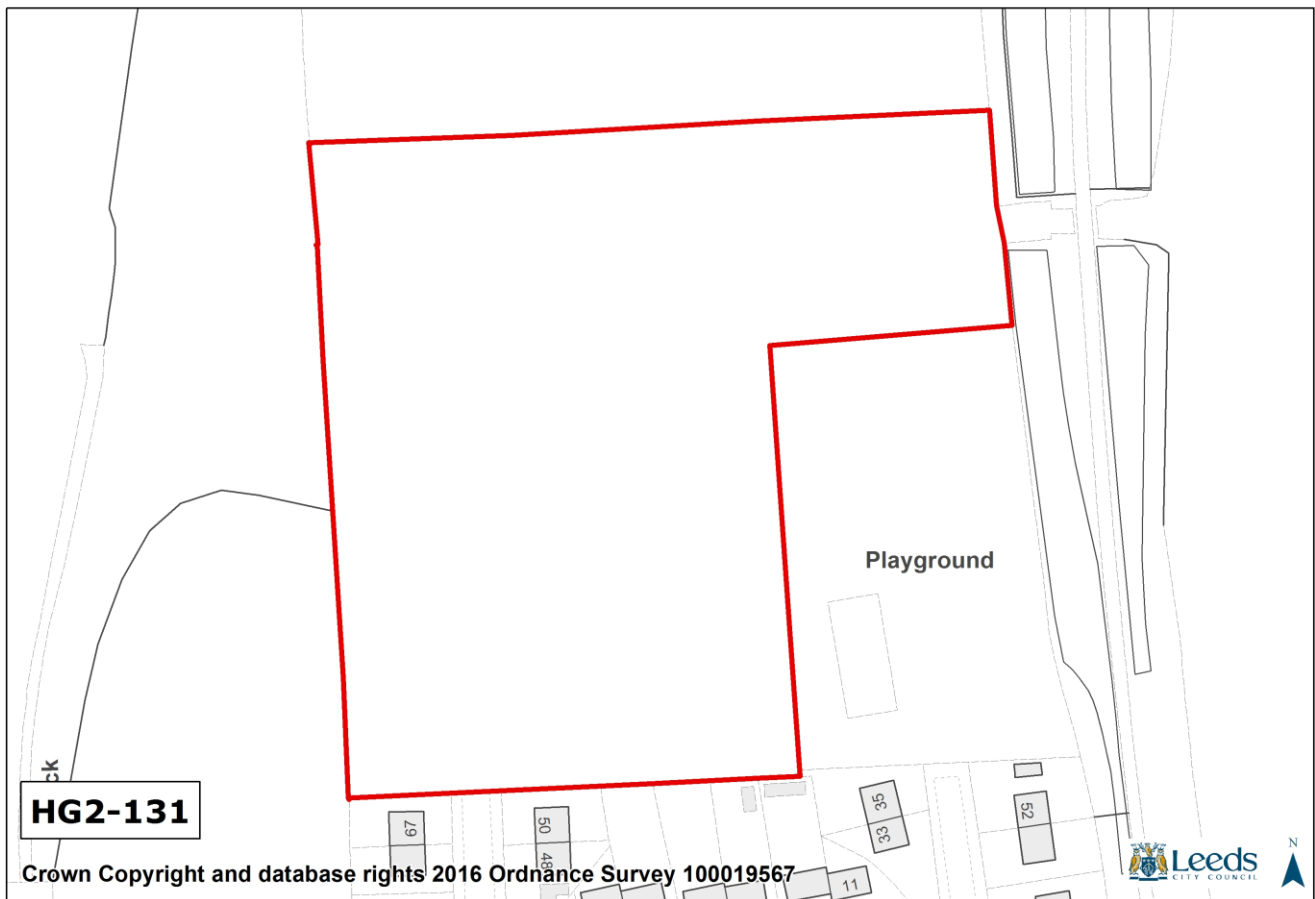 Playground
ck
HG2-131
67
50
48
33 35
52
11
Crown Copyright and database rights 2016 Ordnance Survey 100019567
Leeds
CITY COUNCIL
N